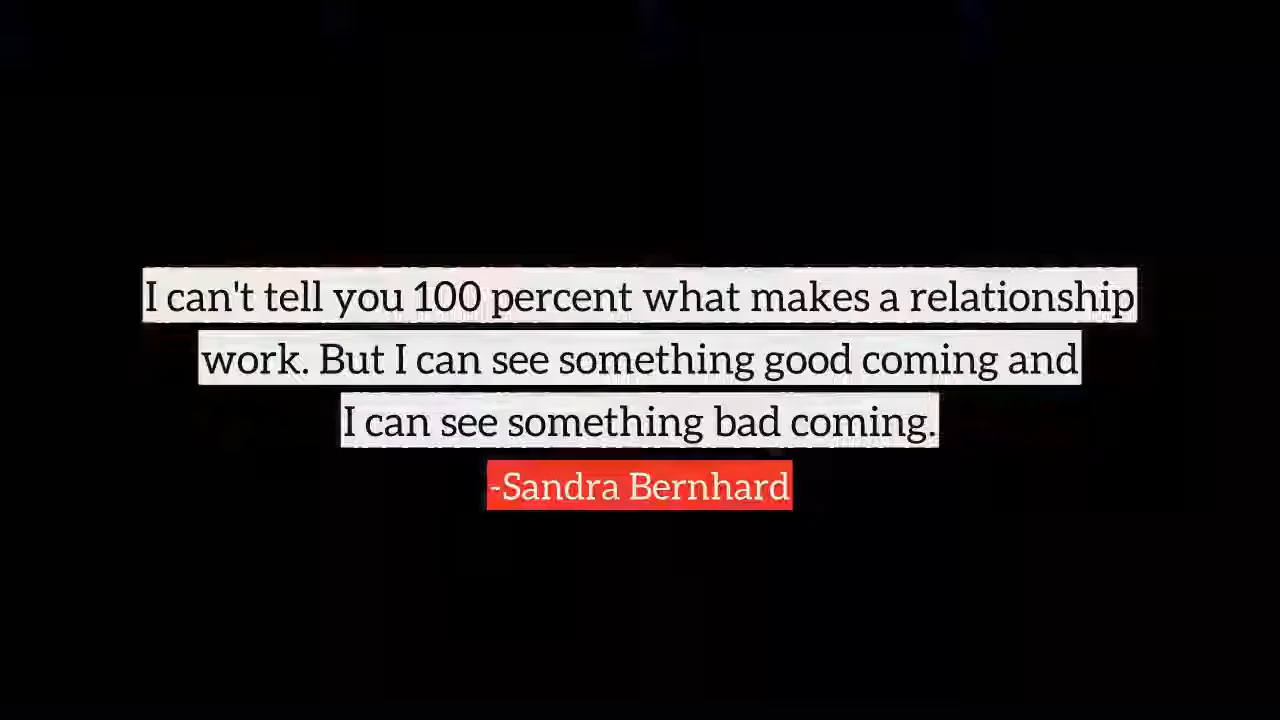 I can't tell you 100 percent what makes a relationship
work. But I can see something good coming and
I can see something bad coming.
-Sandra Bernhard